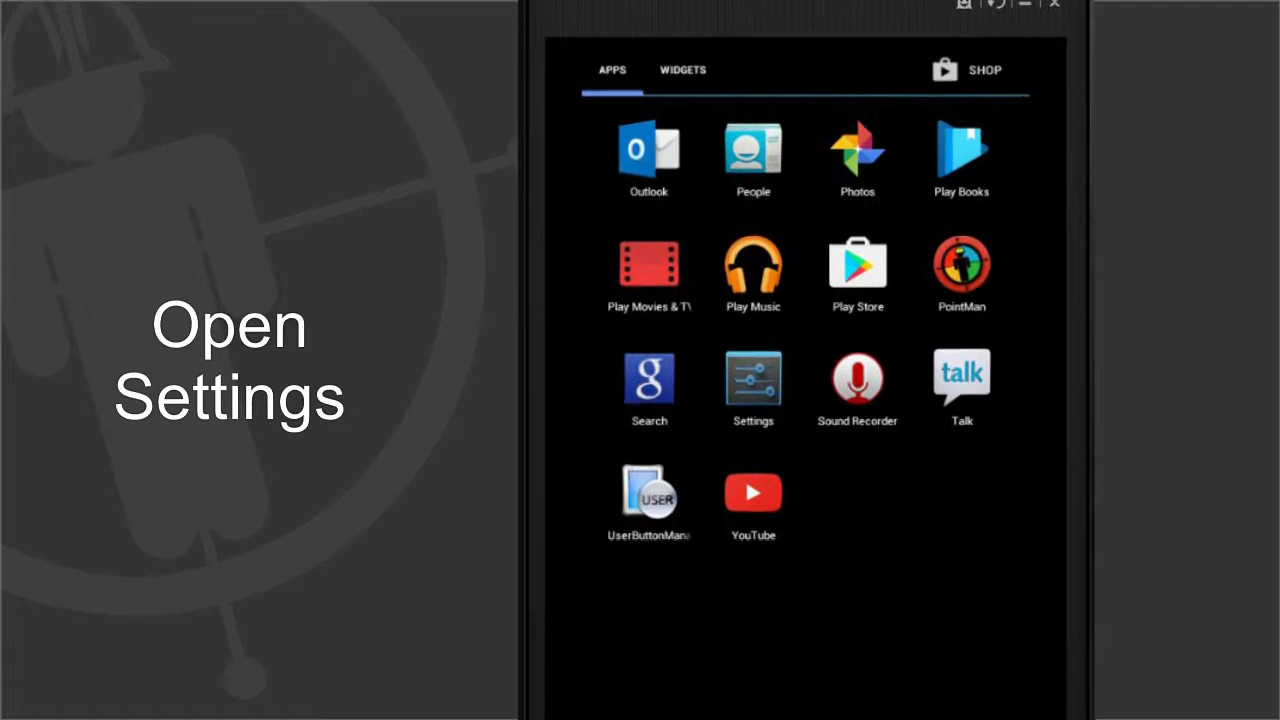 Open
Settings
APPS
WIDGETS
SHOP
Outlook
People
Photos
Play Books
Play Movies & TV
Play Music
Play Store
PointMan
Search
Settings
Sound Recorder
talk
Talk
USER
UserButtonMana
YouTube